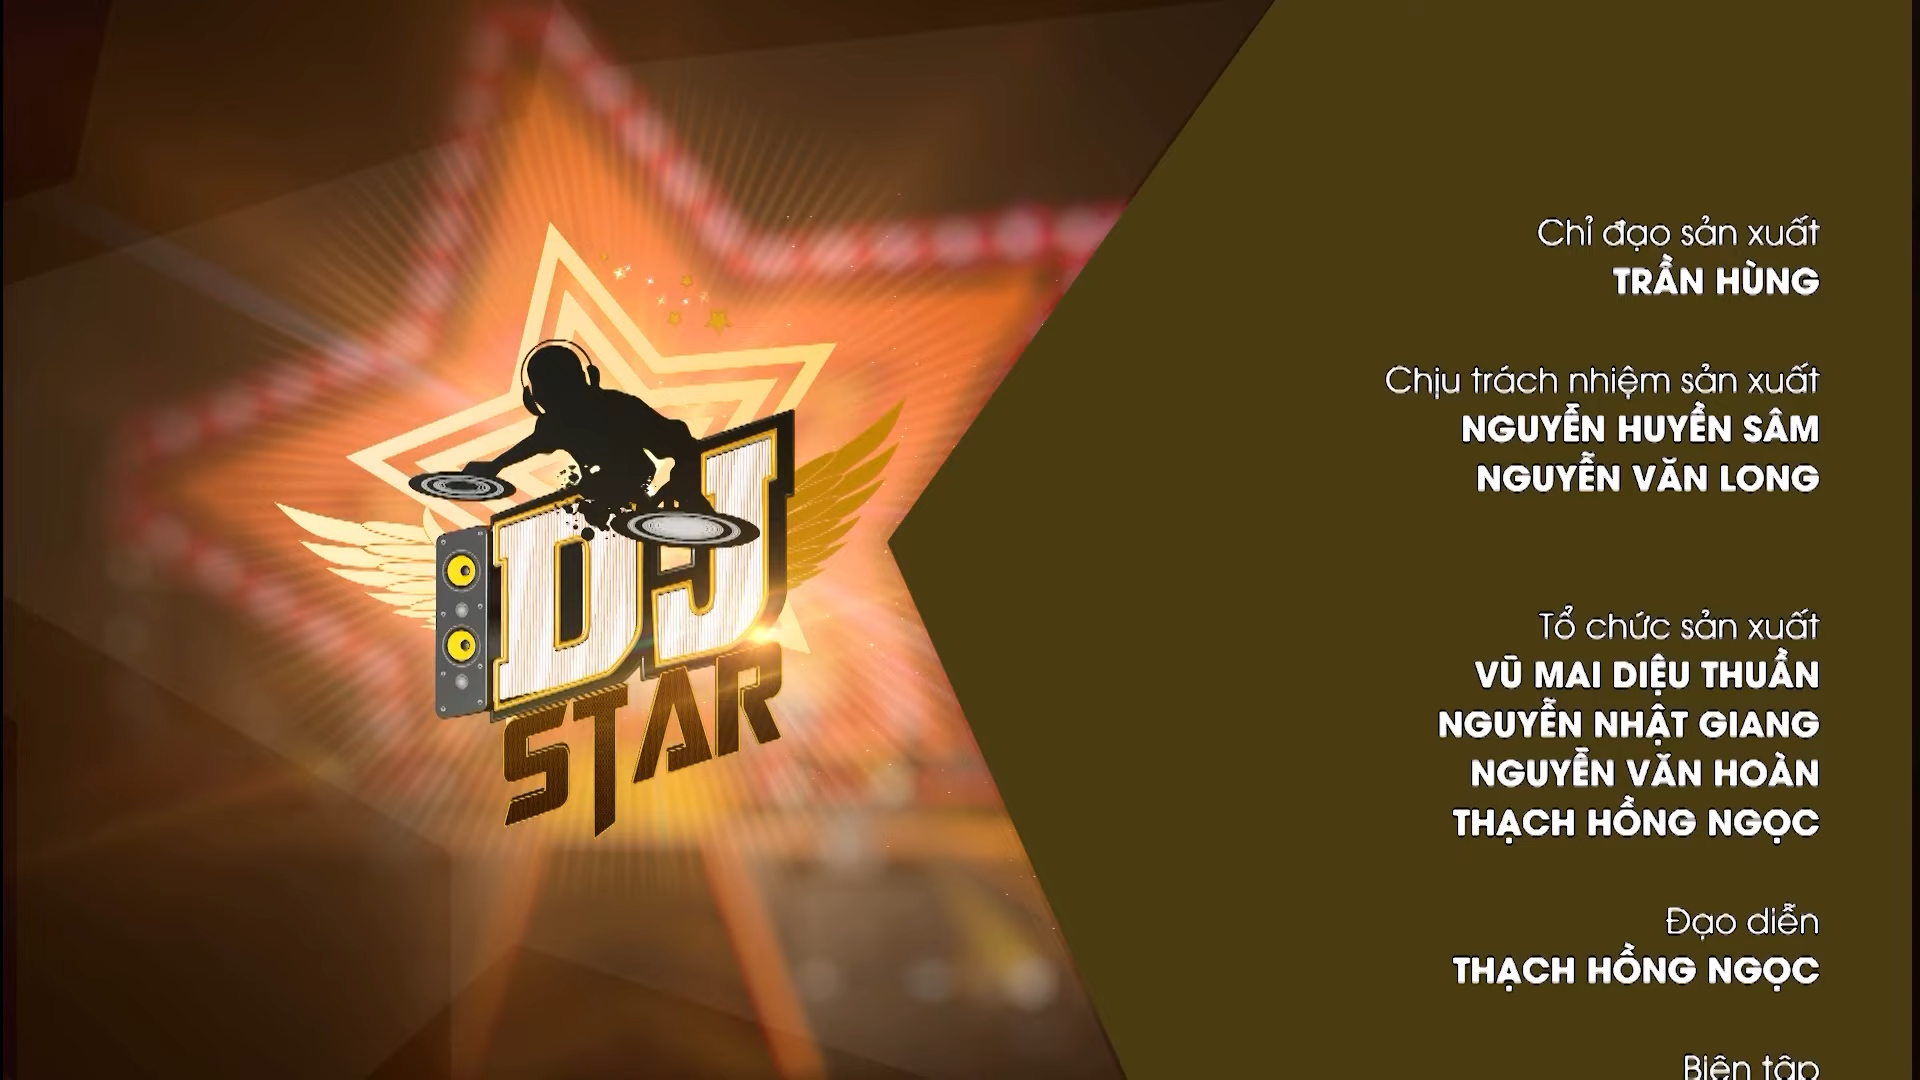 DJ
STAR
Chỉ đạo sản xuất
TRẦN HÙNG
Chịu trách nhiệm sản xuất
NGUYỄN HUYỀN SÂM
NGUYỄN VĂN LONG
Tổ chức sản xuất
VŨ MAI DIỆU THUẦN
NGUYỄN NHẬT GIANG
NGUYỄN VĂN HOÀN
THẠCH HỒNG NGỌC
Đạo diễn
THẠCH HỒNG NGỌC
Biên tập